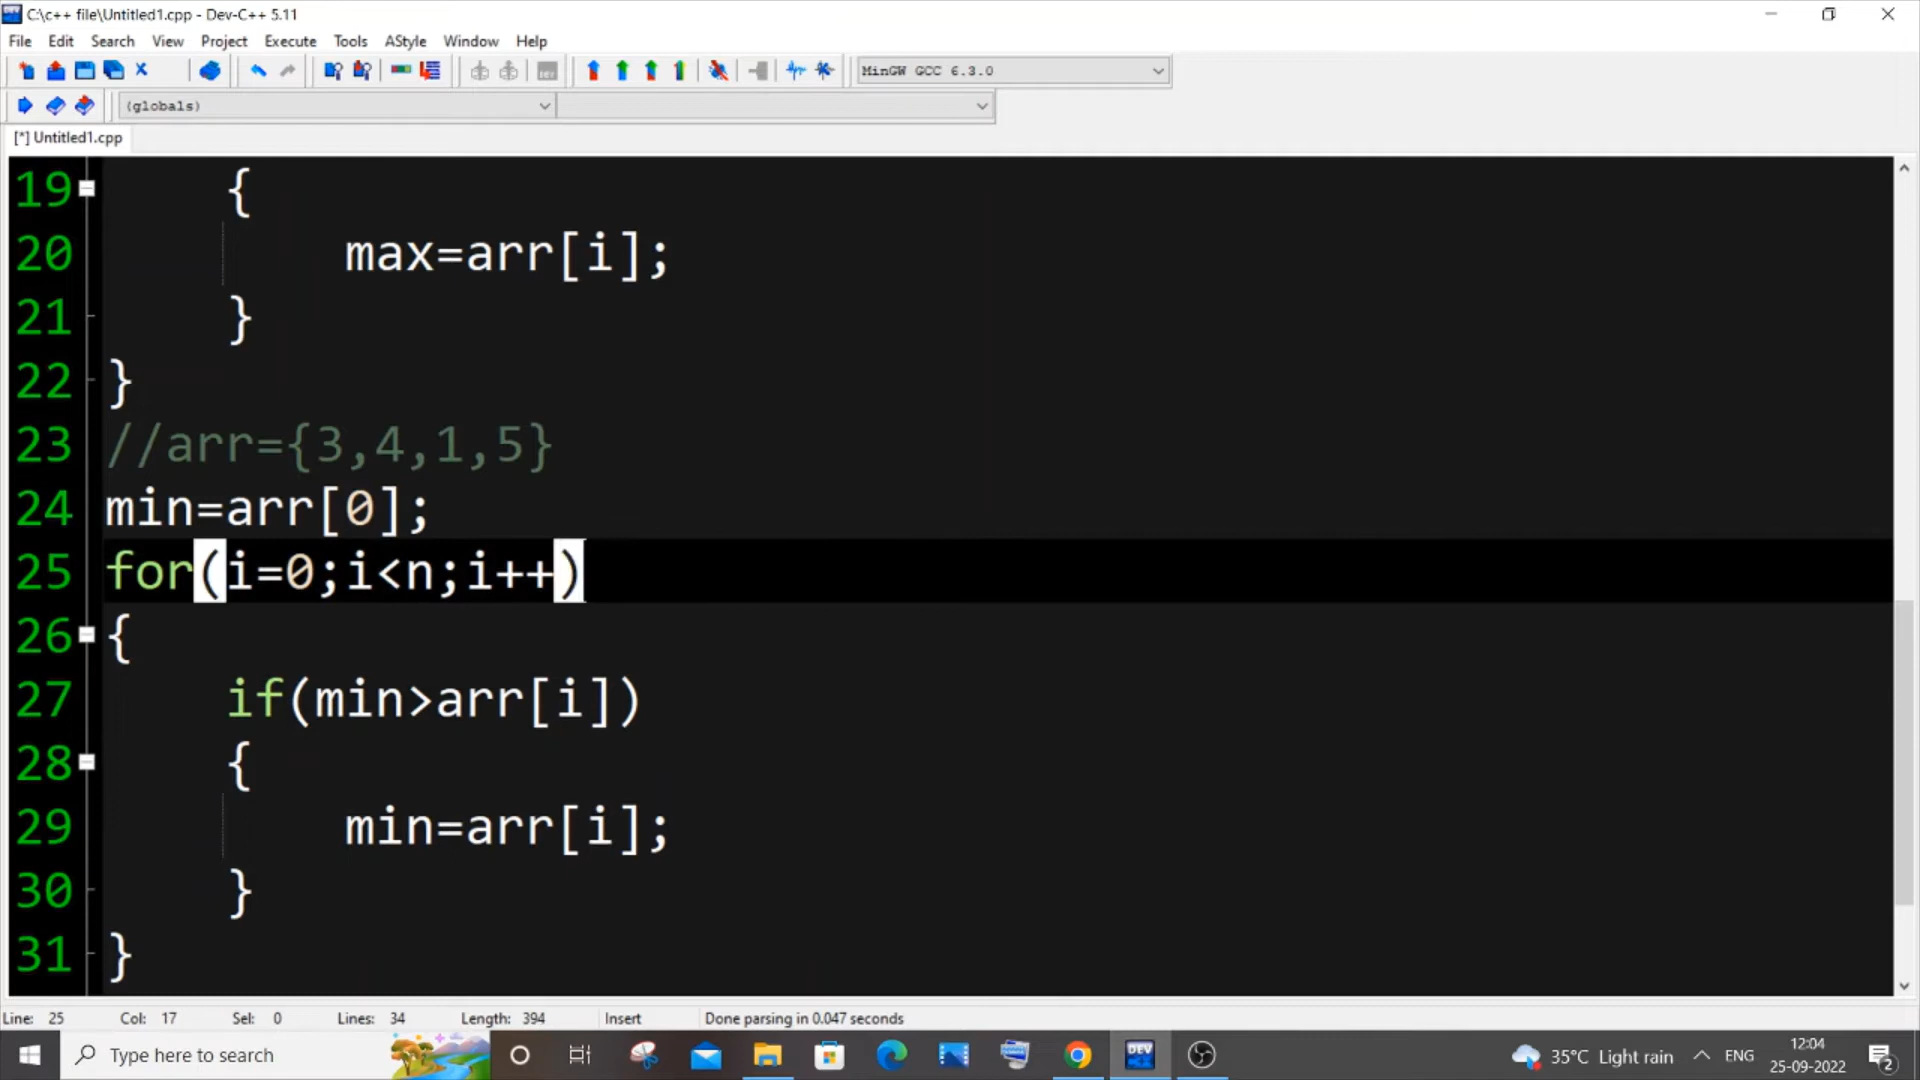 C:\c++ file\Untitled1.cpp - Dev-C++ 5.11
File Edit Search View Project Execute Tools AStyle Window Help
MinGW GCC 6.3.0
(globals)
[*] Untitled1.cpp
19 {
20 max=arr[i];
21 }
22 }
23 //arr={3,4,1,5}
24 min=arr[0];
25 for(i=0;i<n;i++)
26 {
27 if(min>arr[i])
28 {
29 min=arr[i];
30 }
31 }
Line: 25 Col: 17 Sel: 0 Lines: 34 Length: 394 Insert Done parsing in 0.047 seconds
Type here to search DEV 35°C Light rain ENG 12:04
25-09-2022 2